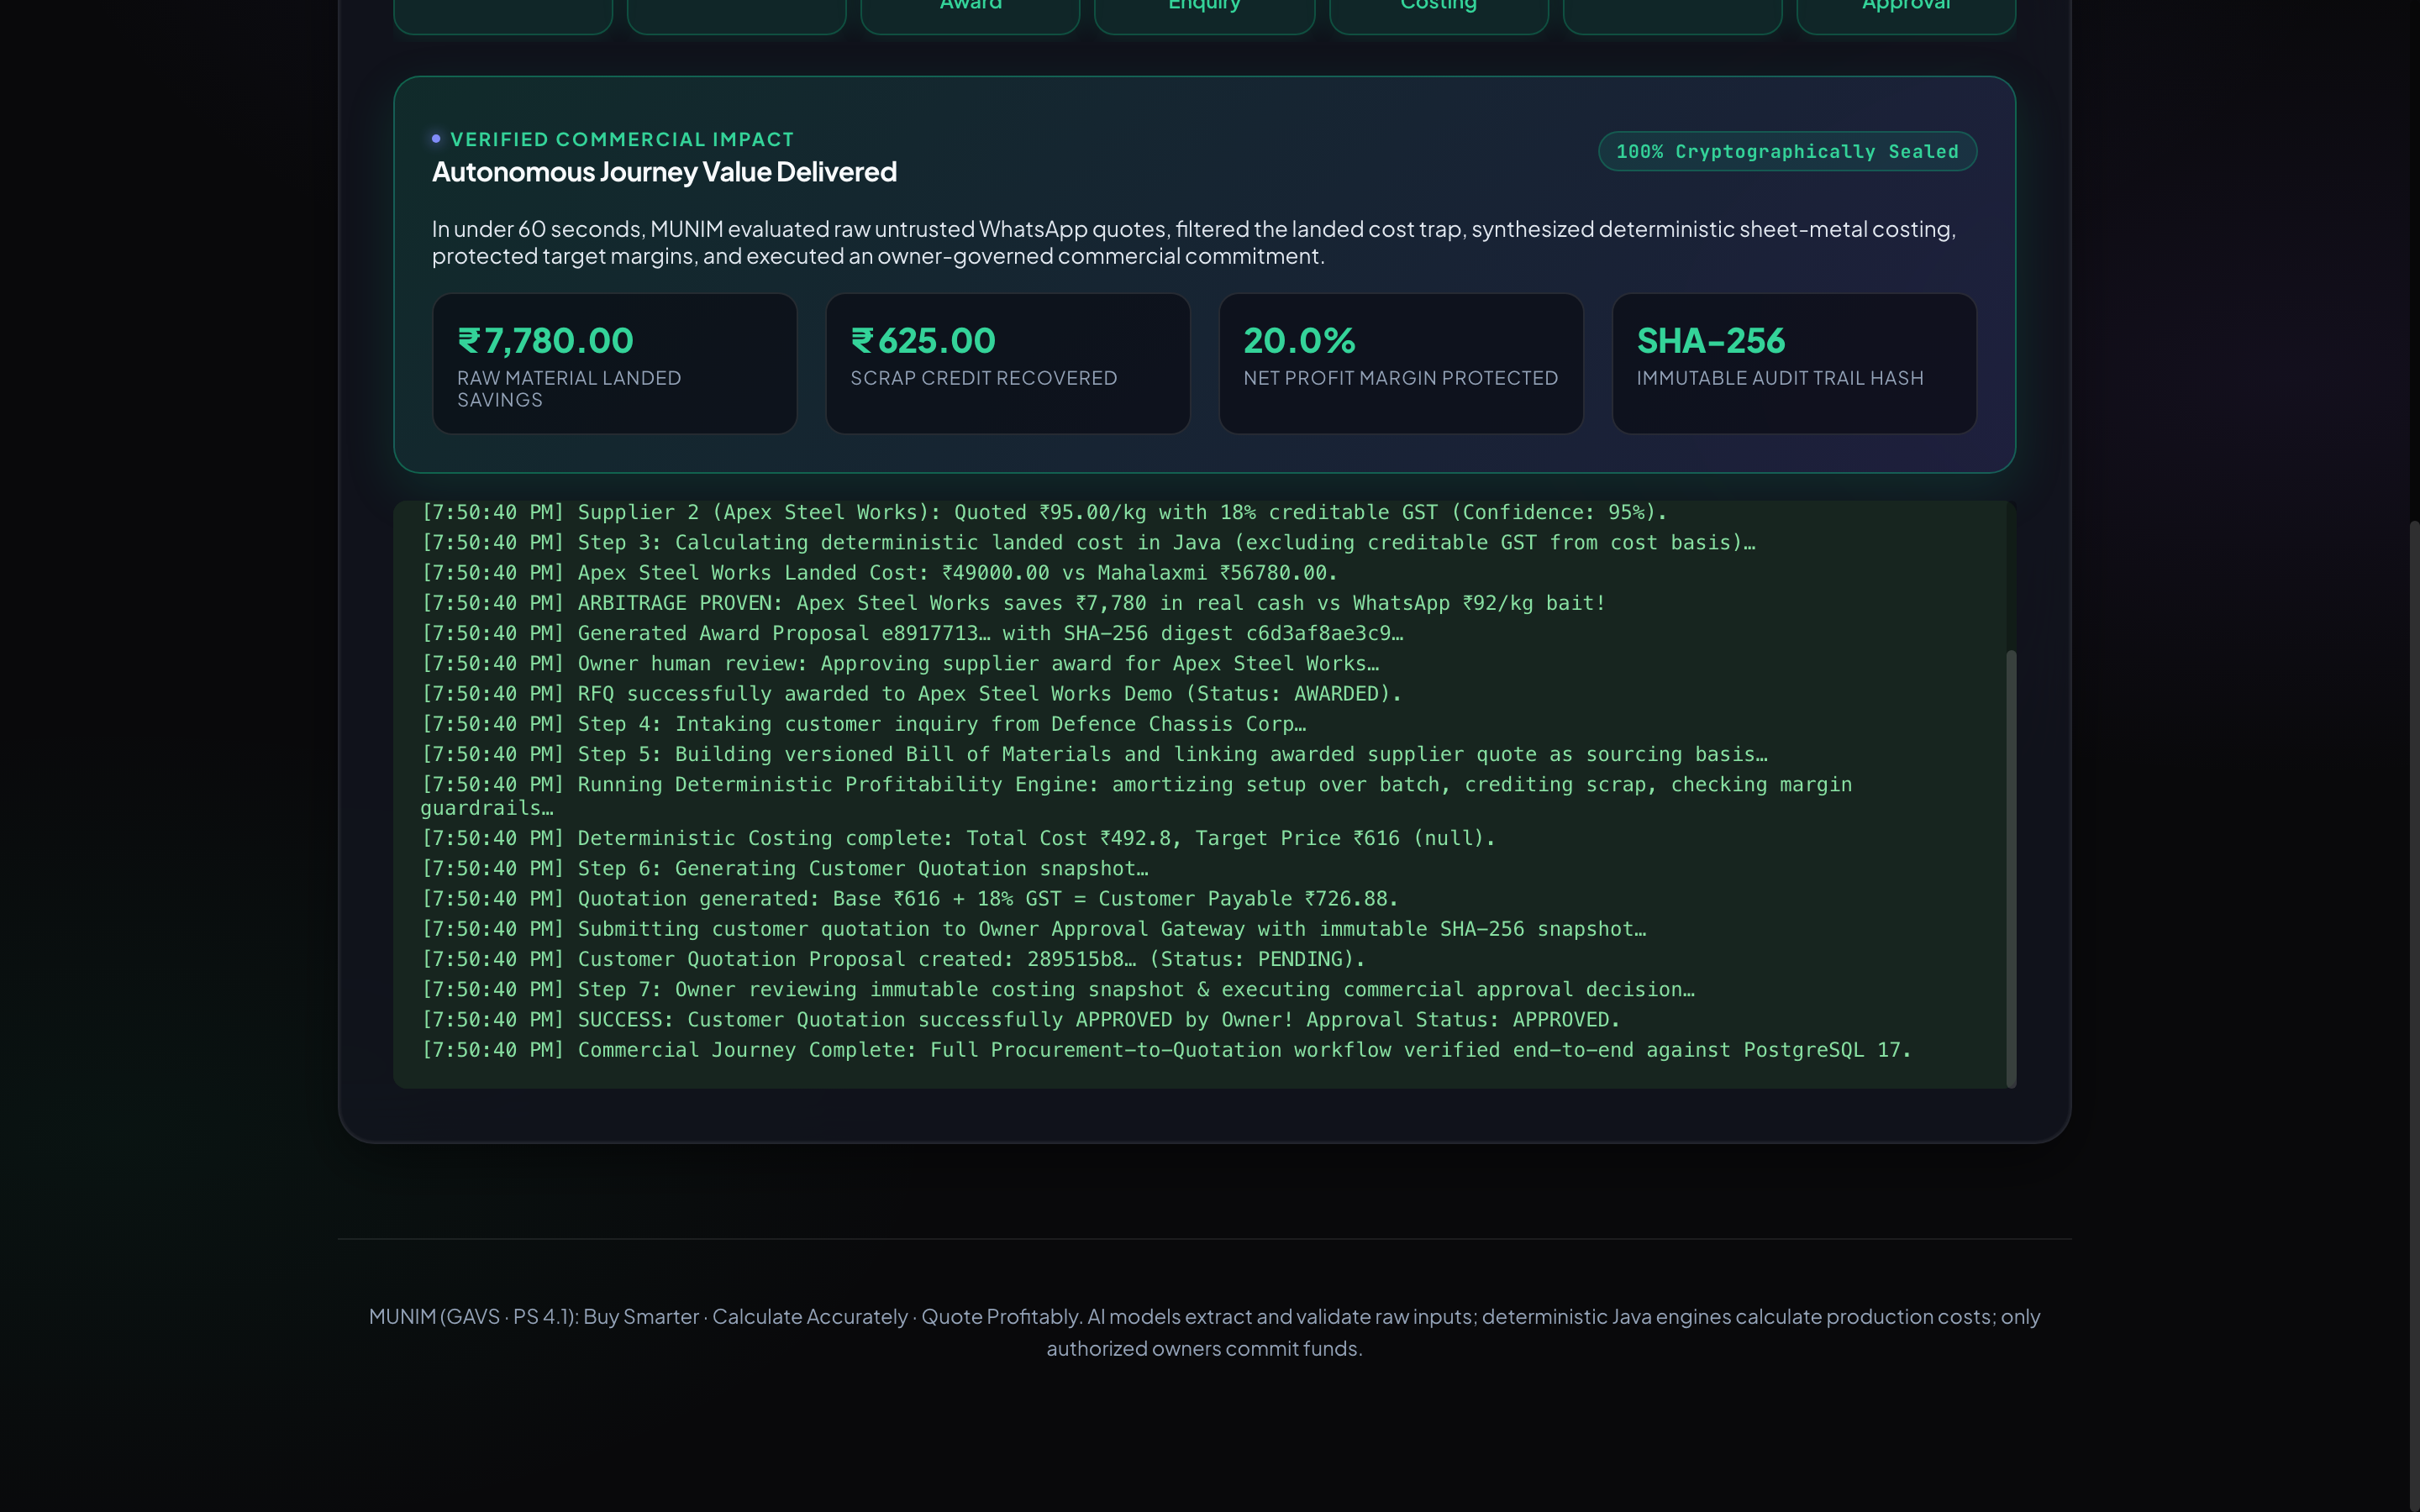 Award
Enquiry
Costing
Approval
VERIFIED COMMERCIAL IMPACT
Autonomous Journey Value Delivered
100% Cryptographically Sealed
In under 60 seconds, MUNIM evaluated raw untrusted WhatsApp quotes, filtered the landed cost trap, synthesized deterministic sheet-metal costing,
protected target margins, and executed an owner-governed commercial commitment.
₹7,780.00
RAW MATERIAL LANDED
SAVINGS
₹625.00
SCRAP CREDIT RECOVERED
20.0%
NET PROFIT MARGIN PROTECTED
SHA-256
IMMUTABLE AUDIT TRAIL HASH
[7:50:40 PM] Supplier 2 (Apex Steel Works): Quoted ₹95.00/kg with 18% creditable GST (Confidence: 95%).
[7:50:40 PM] Step 3: Calculating deterministic landed cost in Java (excluding creditable GST from cost basis)…
[7:50:40 PM] Apex Steel Works Landed Cost: ₹49000.00 vs Mahalaxmi ₹56780.00.
[7:50:40 PM] ARBITRAGE PROVEN: Apex Steel Works saves ₹7,780 in real cash vs WhatsApp ₹92/kg bait!
[7:50:40 PM] Generated Award Proposal e8917713… with SHA-256 digest c6d3af8ae3c9…
[7:50:40 PM] Owner human review: Approving supplier award for Apex Steel Works…
[7:50:40 PM] RFQ successfully awarded to Apex Steel Works Demo (Status: AWARDED).
[7:50:40 PM] Step 4: Intaking customer inquiry from Defence Chassis Corp…
[7:50:40 PM] Step 5: Building versioned Bill of Materials and linking awarded supplier quote as sourcing basis…
[7:50:40 PM] Running Deterministic Profitability Engine: amortizing setup over batch, crediting scrap, checking margin
guardrails…
[7:50:40 PM] Deterministic Costing complete: Total Cost ₹492.8, Target Price ₹616 (null).
[7:50:40 PM] Step 6: Generating Customer Quotation snapshot…
[7:50:40 PM] Quotation generated: Base ₹616 + 18% GST = Customer Payable ₹726.88.
[7:50:40 PM] Submitting customer quotation to Owner Approval Gateway with immutable SHA-256 snapshot…
[7:50:40 PM] Customer Quotation Proposal created: 289515b8… (Status: PENDING).
[7:50:40 PM] Step 7: Owner reviewing immutable costing snapshot & executing commercial approval decision…
[7:50:40 PM] SUCCESS: Customer Quotation successfully APPROVED by Owner! Approval Status: APPROVED.
[7:50:40 PM] Commercial Journey Complete: Full Procurement-to-Quotation workflow verified end-to-end against PostgreSQL 17.
MUNIM (GAVS · PS 4.1): Buy Smarter · Calculate Accurately · Quote Profitably. AI models extract and validate raw inputs; deterministic Java engines calculate production costs; only
authorized owners commit funds.